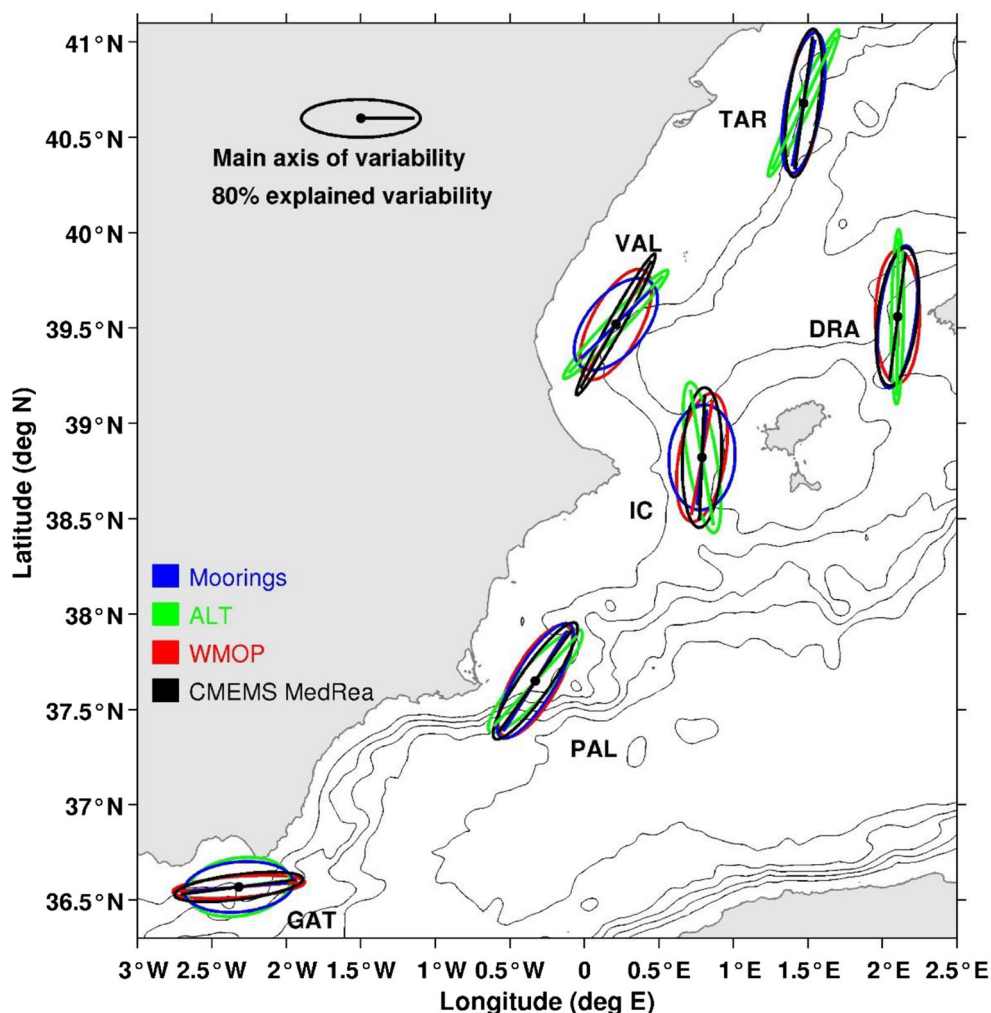 41°N
TAR
40.5°N
Main axis of variability
80% explained variability
40°N
VAL
39.5°N
DRA
39°N
IC
38.5°N
Moorings
ALT
38°N
WMOP
CMEMS MedRea
37.5°N
PAL
37°N
36.5°N
GAT
3°W 2.5°W 2°W 1.5°W 1°W 0.5°W 0 0.5°E 1°E 1.5°E 2°E 2.5°E
Longitude (deg E)
Latitude (deg N)